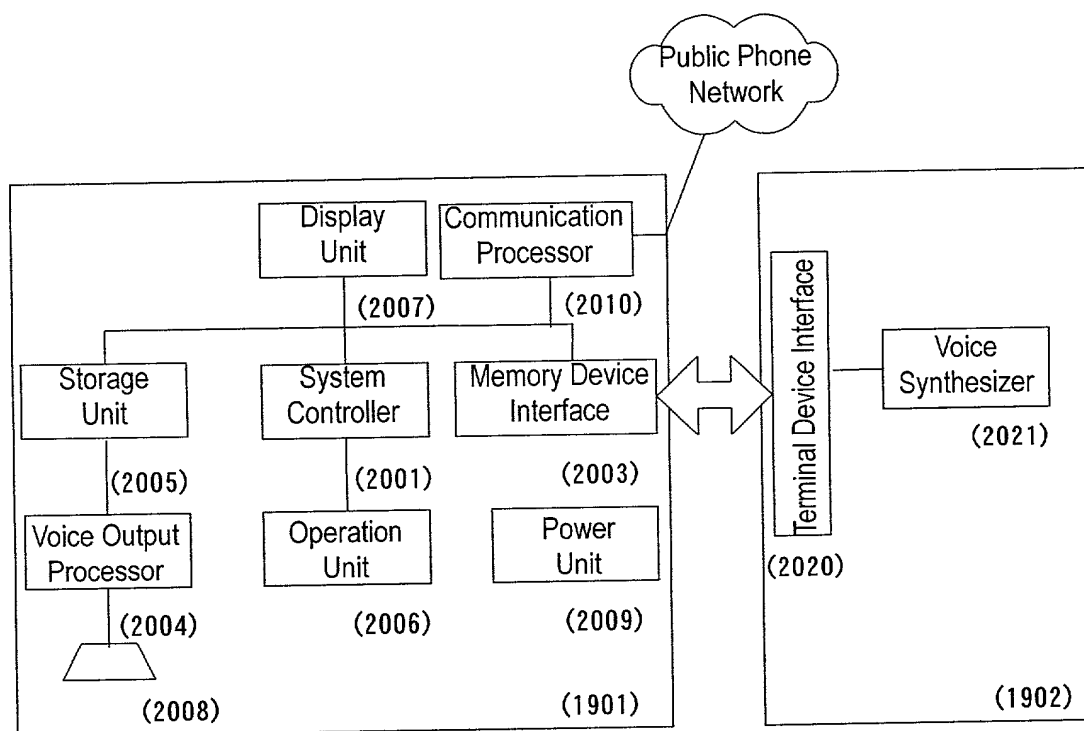 Public Phone
Network
Display
Unit
(2007)
Communication
Processor
(2010)
Storage
Unit
(2005)
System
Controller
(2001)
Memory Device
Interface
(2003)
Voice Output
Processor
(2004)
Operation
Unit
(2006)
Power
Unit
(2009)
(2008)
(1901)
Terminal Device Interface
(2020)
Voice
Synthesizer
(2021)
(1902)